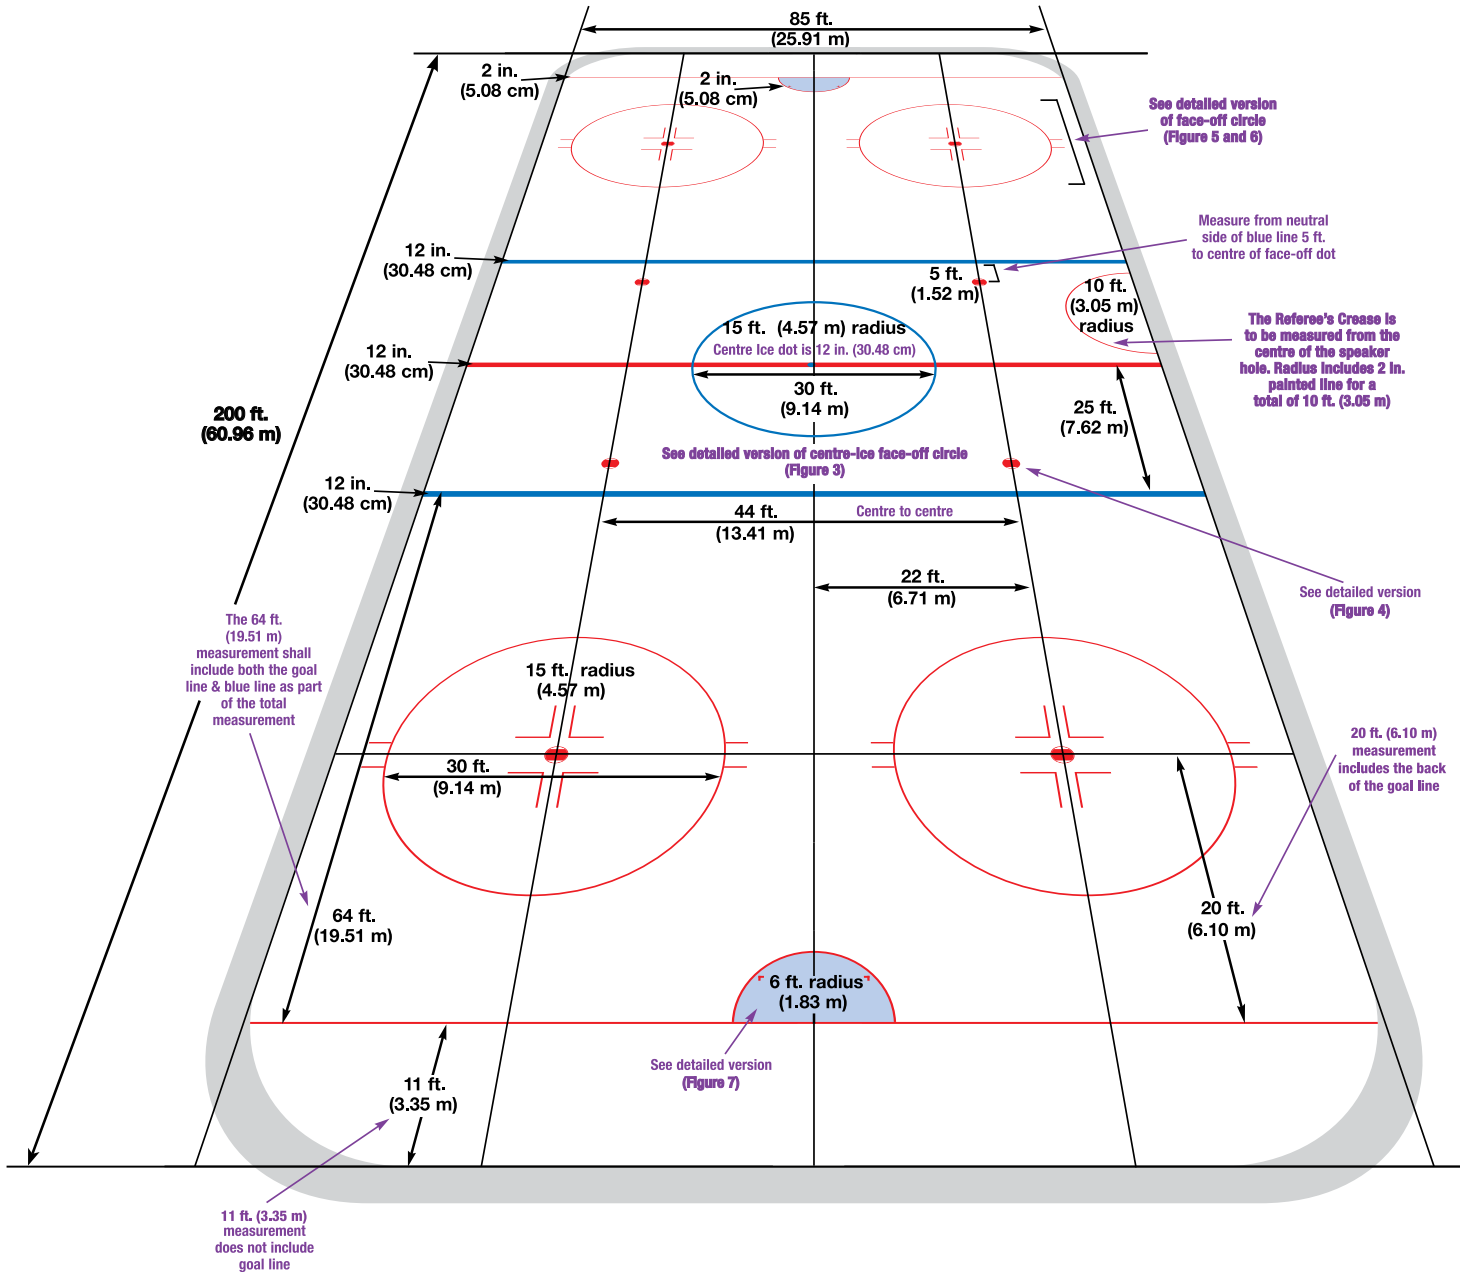 85 ft.
(25.91 m)
2 in.
(5.08 cm)
2 in.
(5.08 cm)
See detailed version
of face-off circle
(Figure 5 and 6)
Measure from neutral
side of blue line 5 ft.
to centre of face-off dot
12 in.
(30.48 cm)
5 ft.
(1.52 m)
10 ft.
(3.05 m)
radius
15 ft. (4.57 m) radius
Centre Ice dot is 12 in. (30.48 cm)
The Referee's Crease is
to be measured from the
centre of the speaker
hole. Radius includes 2 in.
painted line for a
total of 10 ft. (3.05 m)
12 in.
(30.48 cm)
30 ft.
(9.14 m)
25 ft.
(7.62 m)
200 ft.
(60.96 m)
See detailed version of centre-ice face-off circle
(Figure 3)
12 in.
(30.48 cm)
44 ft.
(13.41 m)
Centre to centre
22 ft.
(6.71 m)
See detailed version
(Figure 4)
The 64 ft.
(19.51 m)
measurement shall
include both the goal
line & blue line as part
of the total
measurement
15 ft. radius
(4.57 m)
30 ft.
(9.14 m)
20 ft. (6.10 m)
measurement
includes the back
of the goal line
64 ft.
(19.51 m)
20 ft.
(6.10 m)
6 ft. radius
(1.83 m)
See detailed version
(Figure 7)
11 ft.
(3.35 m)
11 ft. (3.35 m)
measurement
does not include
goal line